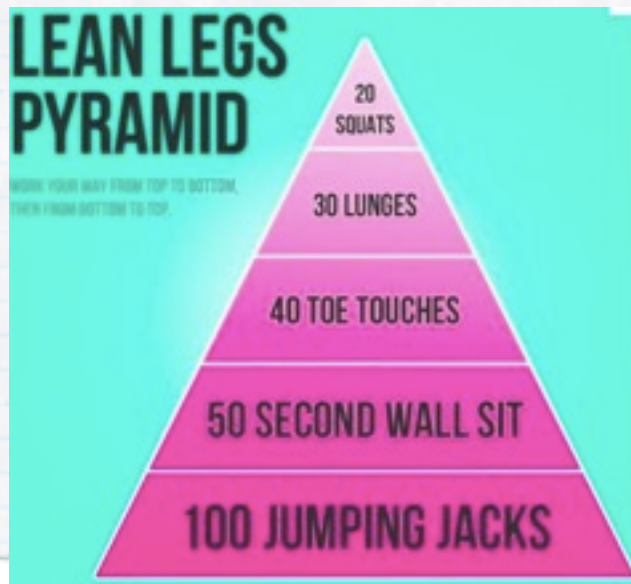 LEAN LEGS
PYRAMID
WORK YOUR WAY FROM TOP TO BOTTOM,
THEN FROM BOTTOM TO TOP.
20
SQUATS
30 LUNGES
40 TOE TOUCHES
50 SECOND WALL SIT
100 JUMPING JACKS